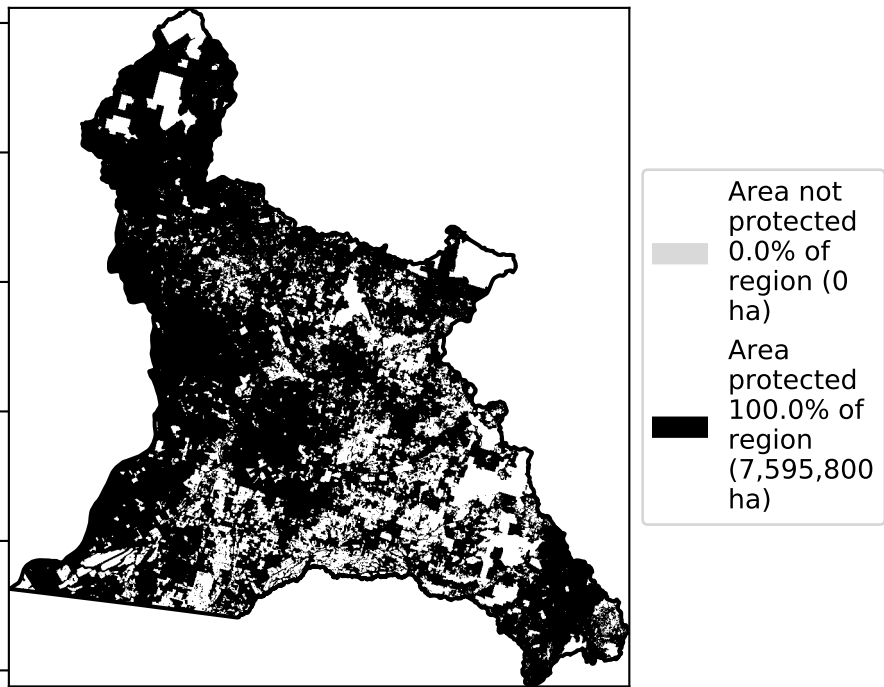 Area not
protected
0.0% of
region (0
ha)
Area
protected
100.0% of
region
(7,595,800
ha)